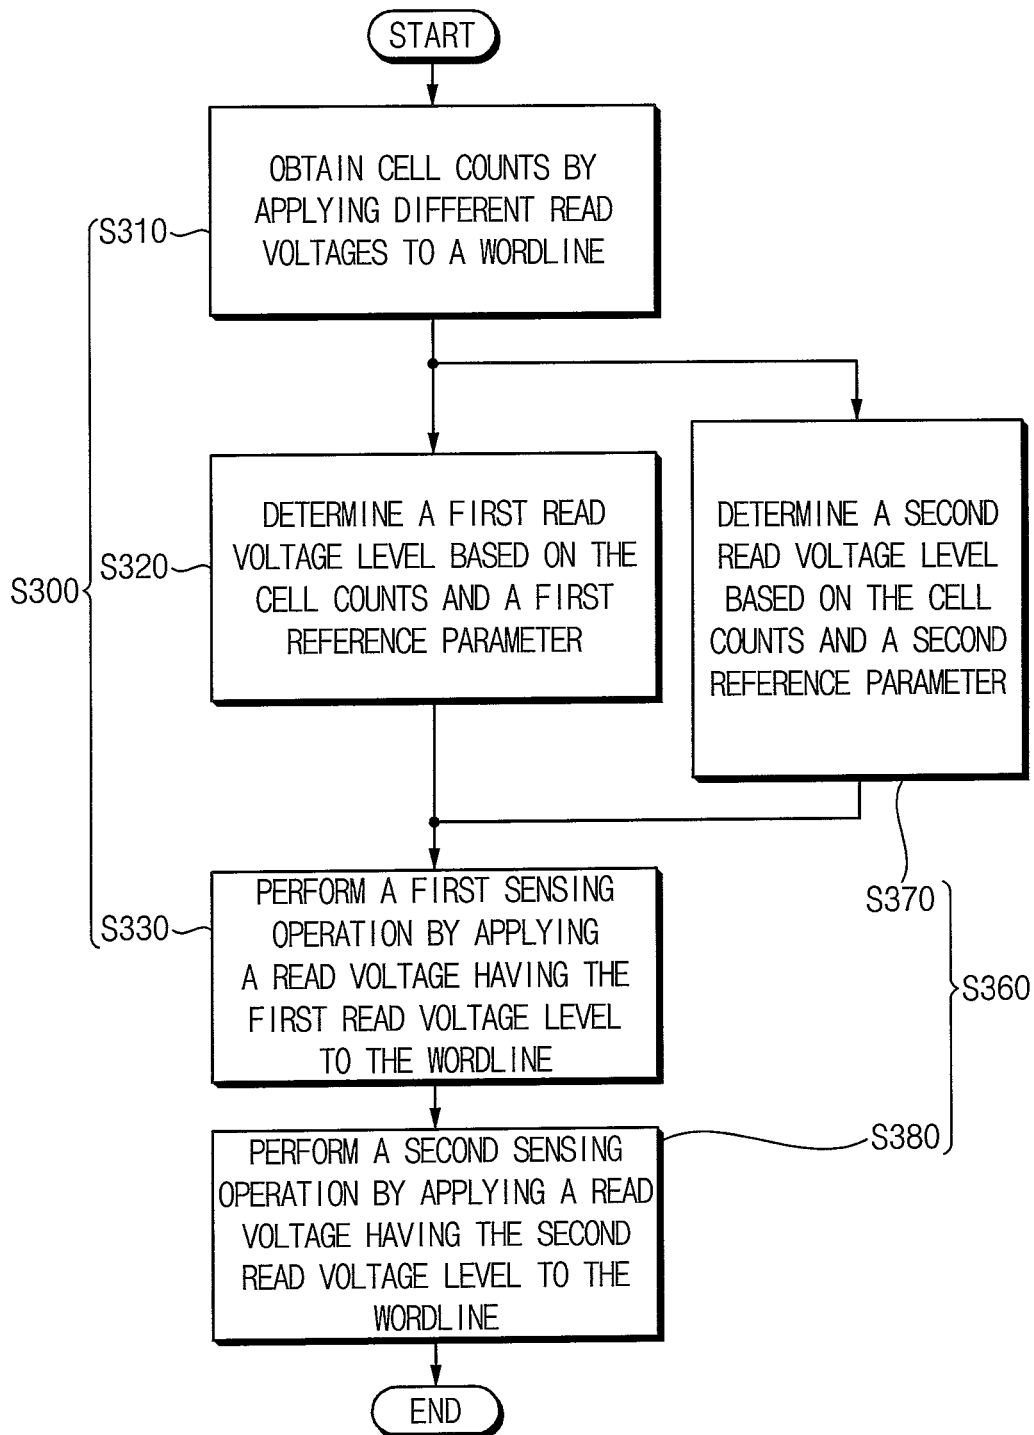 START
OBTAIN CELL COUNTS BY
APPLYING DIFFERENT READ
VOLTAGES TO A WORDLINE
S310
DETERMINE A FIRST READ
VOLTAGE LEVEL BASED ON THE
CELL COUNTS AND A FIRST
REFERENCE PARAMETER
S320
S300
DETERMINE A SECOND
READ VOLTAGE LEVEL
BASED ON THE CELL
COUNTS AND A SECOND
REFERENCE PARAMETER
S370
PERFORM A FIRST SENSING
OPERATION BY APPLYING
A READ VOLTAGE HAVING THE
FIRST READ VOLTAGE LEVEL
TO THE WORDLINE
S330
S360
PERFORM A SECOND SENSING
OPERATION BY APPLYING A READ
VOLTAGE HAVING THE SECOND
READ VOLTAGE LEVEL TO THE
WORDLINE
S380
END